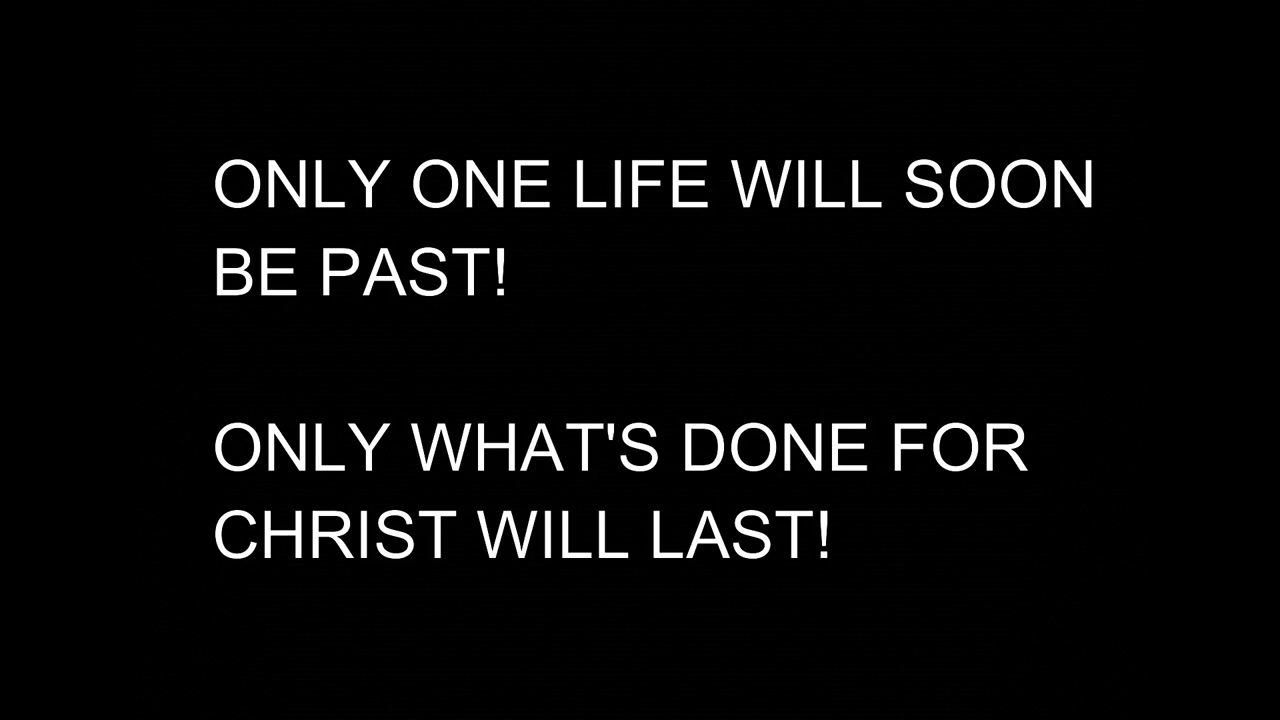 ONLY ONE LIFE WILL SOON
BE PAST!
ONLY WHAT'S DONE FOR
CHRIST WILL LAST!